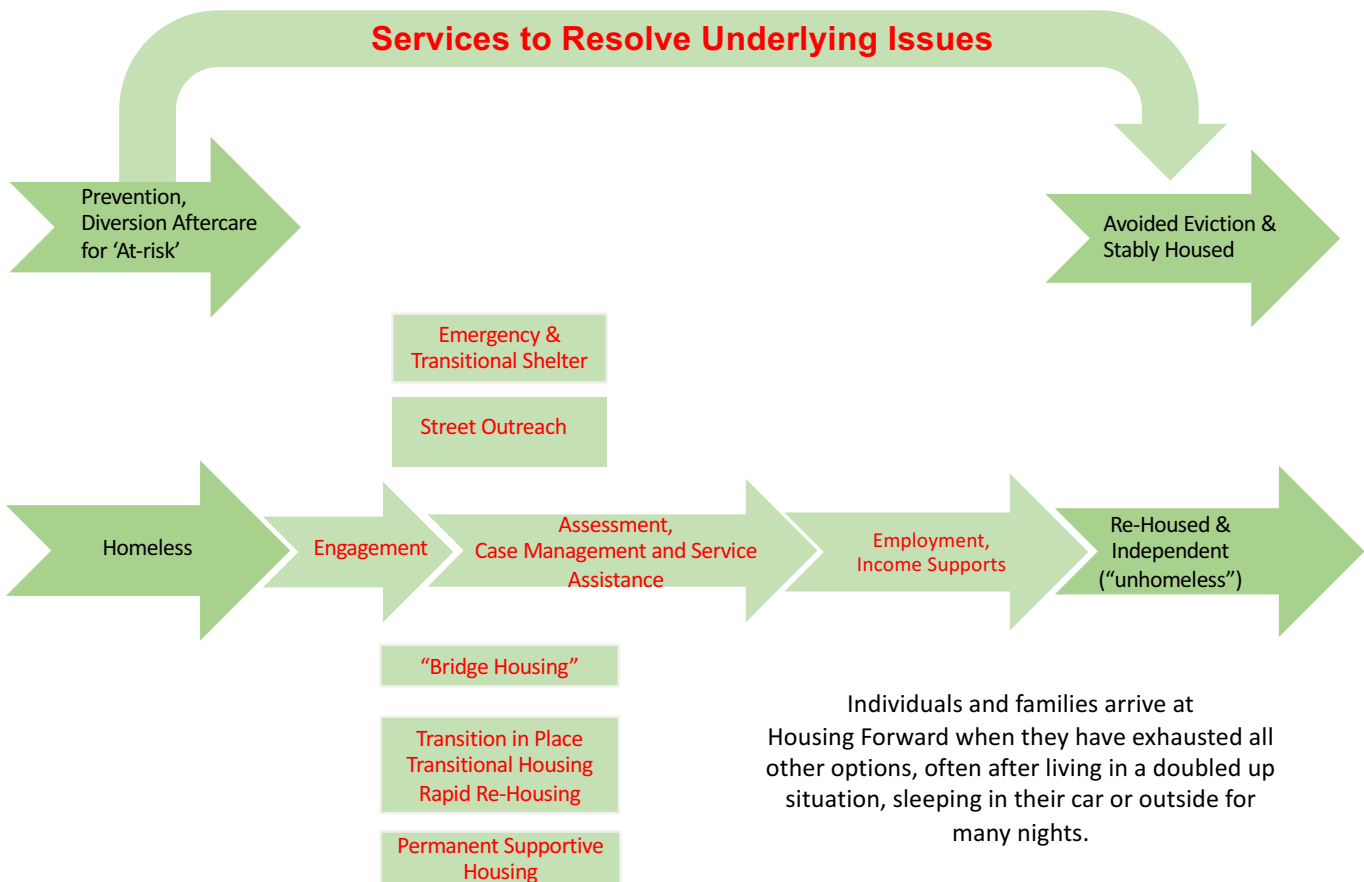 Services to Resolve Underlying Issues
Prevention,
Diversion Aftercare
for ‘At-risk’
Avoided Eviction &
Stably Housed
Emergency &
Transitional Shelter
Street Outreach
Homeless
Engagement
Assessment,
Case Management and Service
Assistance
Employment,
Income Supports
Re-Housed &
Independent
(“unhomeless”)
“Bridge Housing”
Transition in Place
Transitional Housing
Rapid Re-Housing
Permanent Supportive
Housing
Individuals and families arrive at
Housing Forward when they have exhausted all
other options, often after living in a doubled up
situation, sleeping in their car or outside for
many nights.